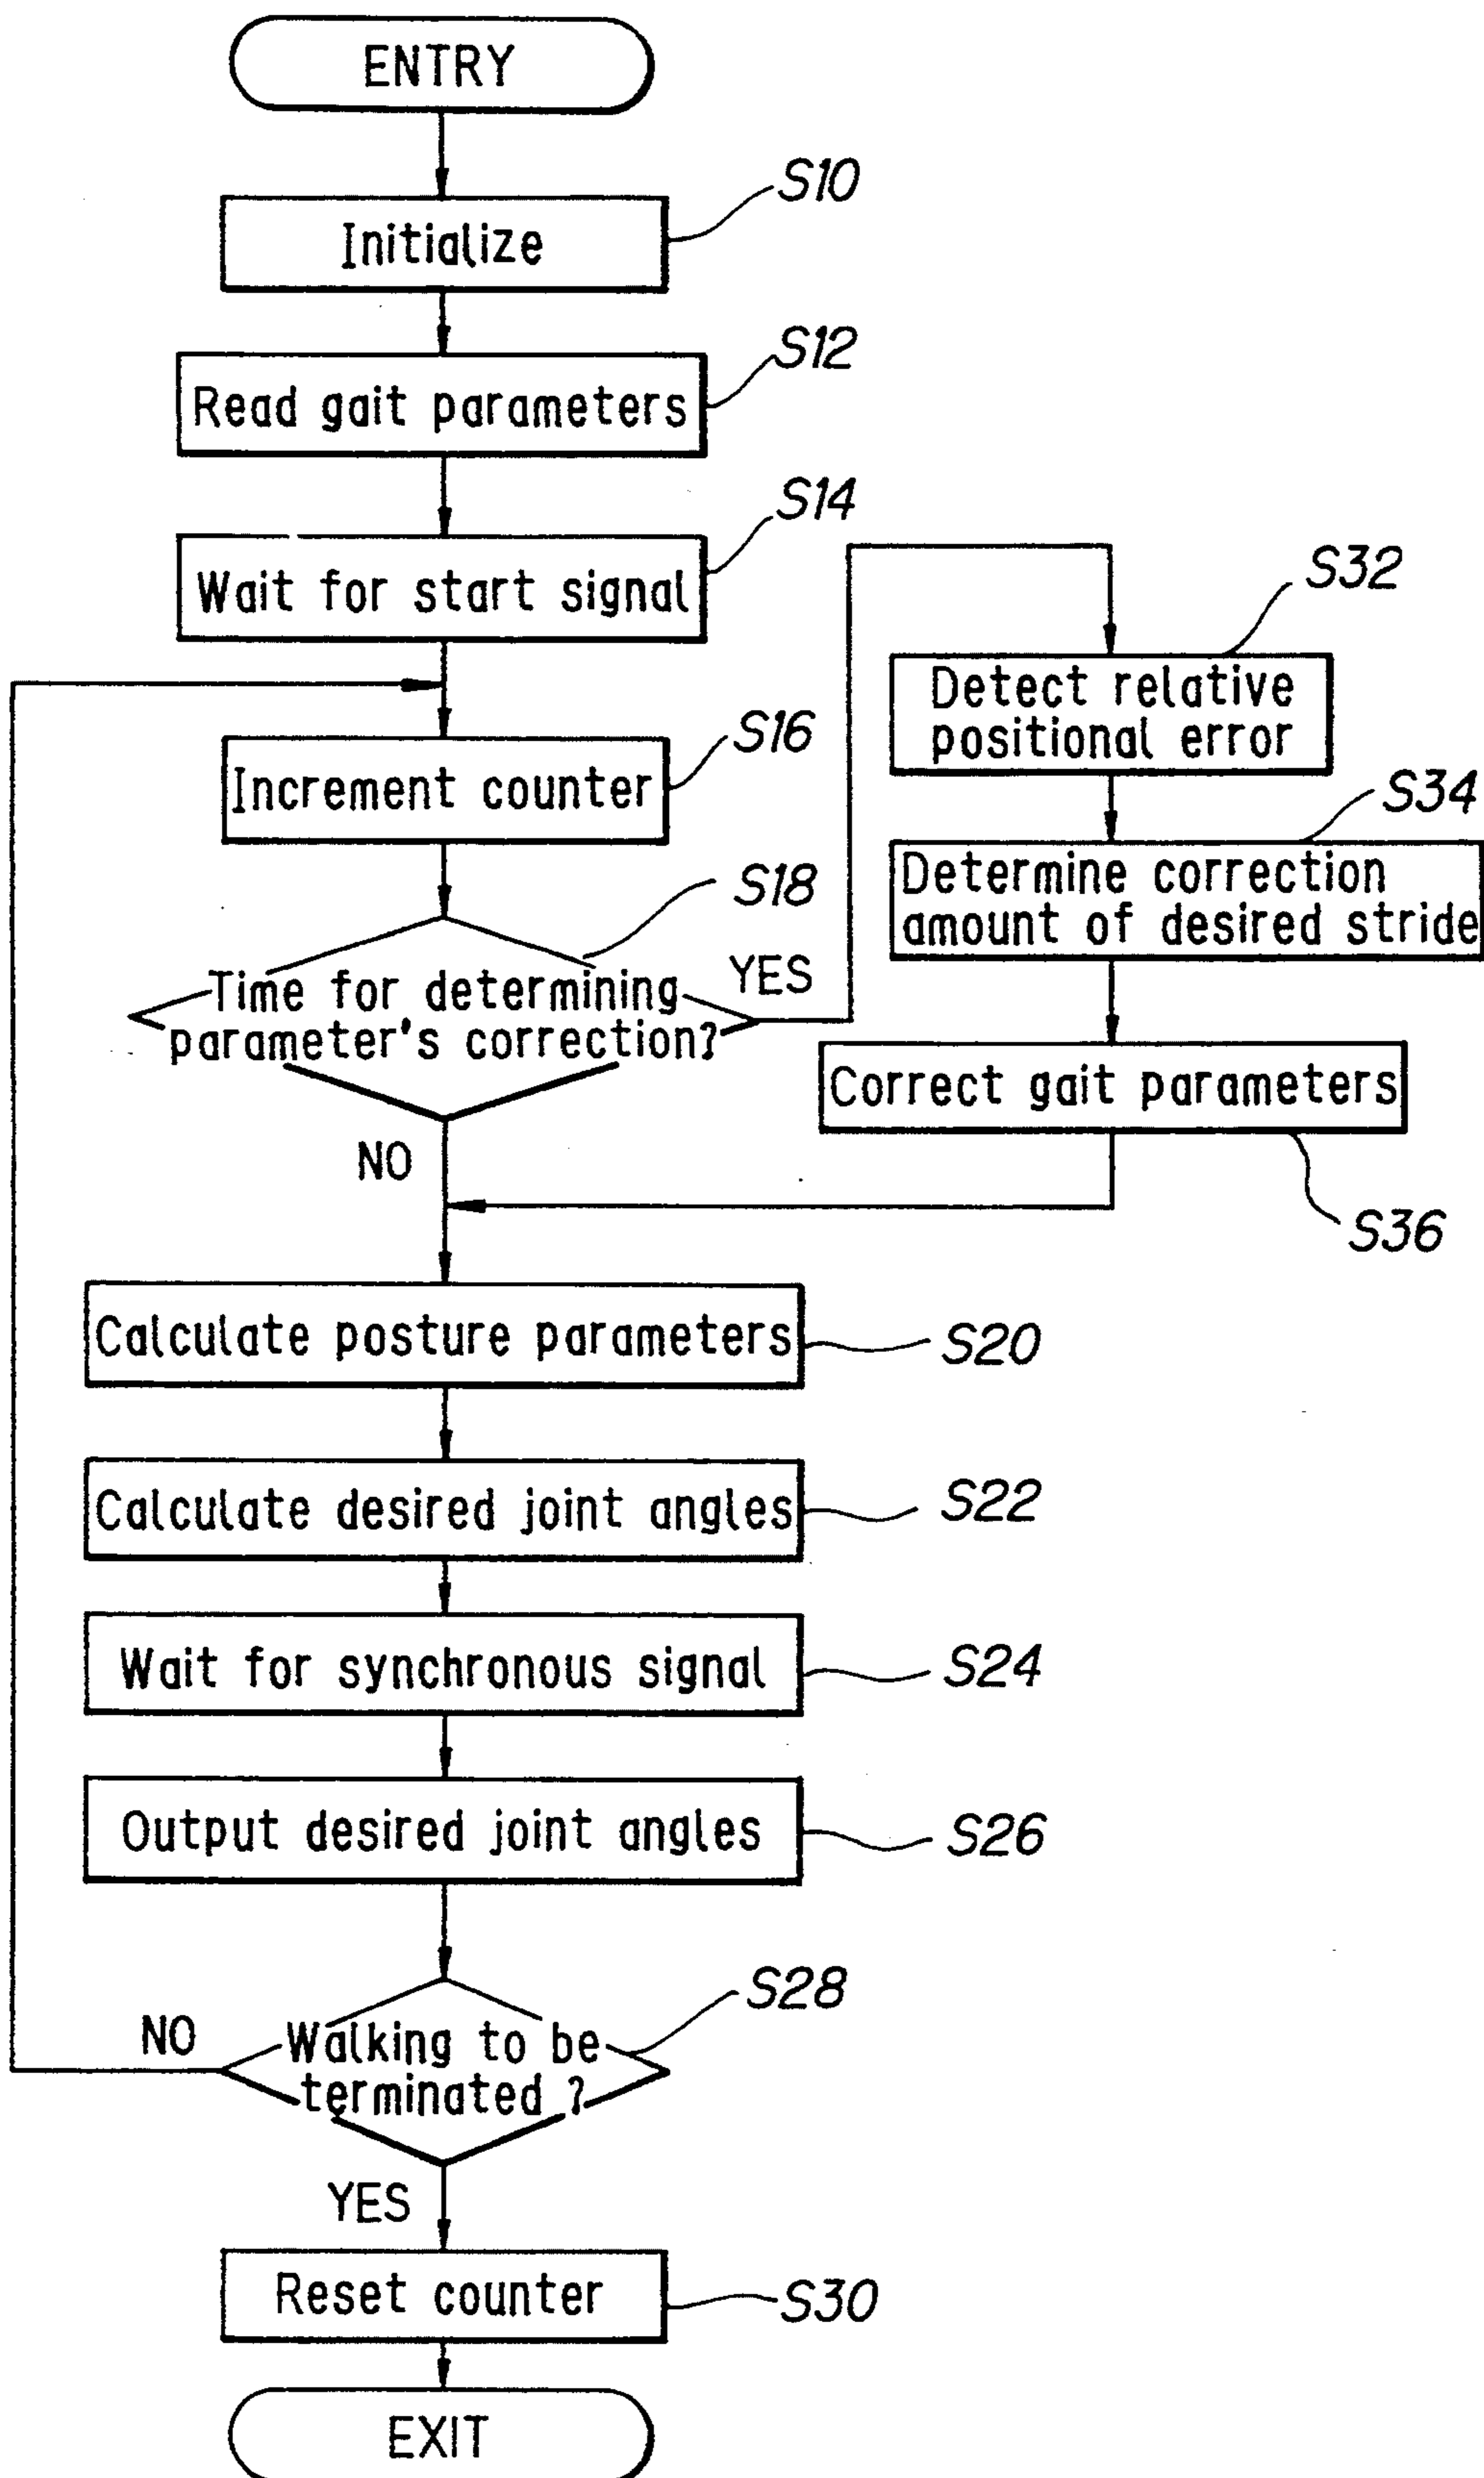 ENTRY
S10
Initialize
S12
Read gait parameters
S14
Wait for start signal
S16
Increment counter
S18
Time for determining
parameter's correction?
YES
NO
S32
Detect relative
positional error
S34
Determine correction
amount of desired stride
Correct gait parameters
S36
Calculate posture parameters
S20
Calculate desired joint angles
S22
Wait for synchronous signal
S24
Output desired joint angles
S26
S28
NO
Walking to be
terminated ?
YES
Reset counter
S30
EXIT